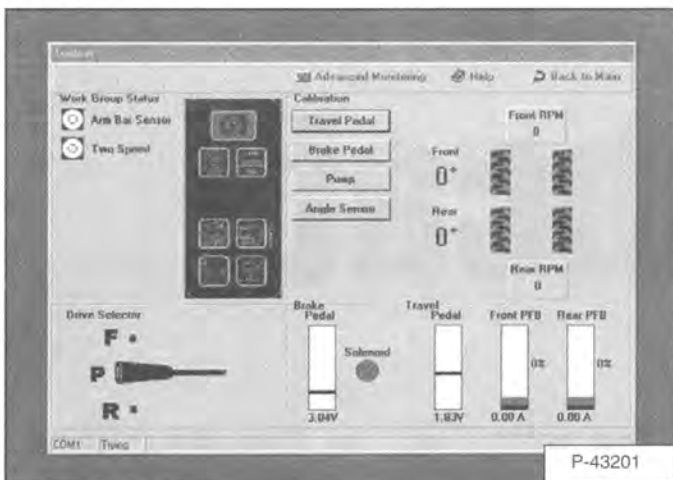 Toolcat
Advanced Monitoring Help Back to Main
Work Group Status
Arm Bar Sensor
Two Speed
Calibration
Travel Pedal
Brake Pedal
Pump
Angle Sensor
Front RPM
0
Front
0°
Rear
0°
Rear RPM
0
Drive Selector
F
P
R
Brake
Pedal
3.04V
Solenoid
Travel
Pedal
1.83V
Front PFB
0%
0.00 A
Rear PFB
0%
0.00 A
COM1
P-43201